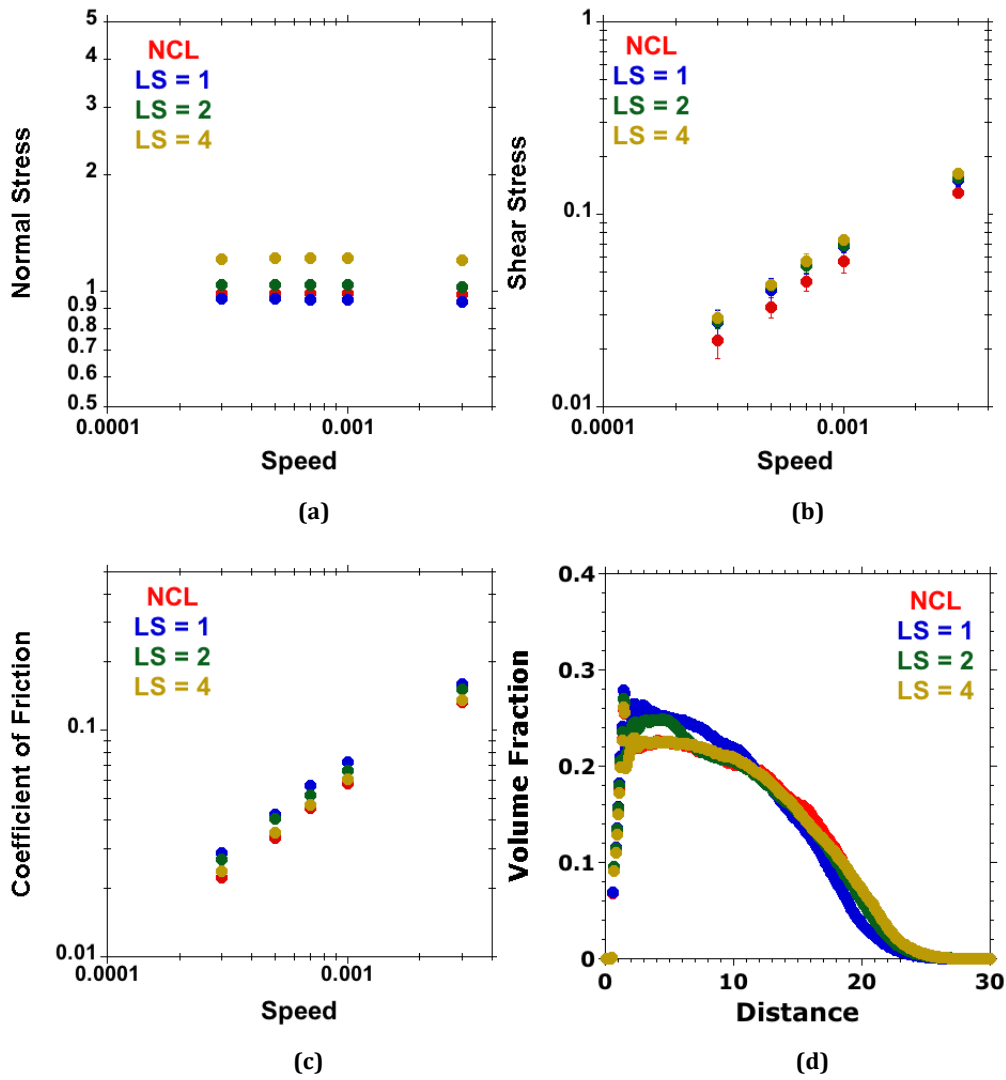 5
4
3
2
1
0.9
0.8
0.7
0.6
0.5
0.0001
0.001
Normal Stress
Speed
NCL
LS = 1
LS = 2
LS = 4
(a)
1
0.1
0.01
0.0001
0.001
Shear Stress
Speed
NCL
LS = 1
LS = 2
LS = 4
(b)
0.1
0.01
0.0001
0.001
Coefficient of Friction
Speed
NCL
LS = 1
LS = 2
LS = 4
(c)
0.4
0.3
0.2
0.1
0
0
10
20
30
Volume Fraction
Distance
NCL
LS = 1
LS = 2
LS = 4
(d)